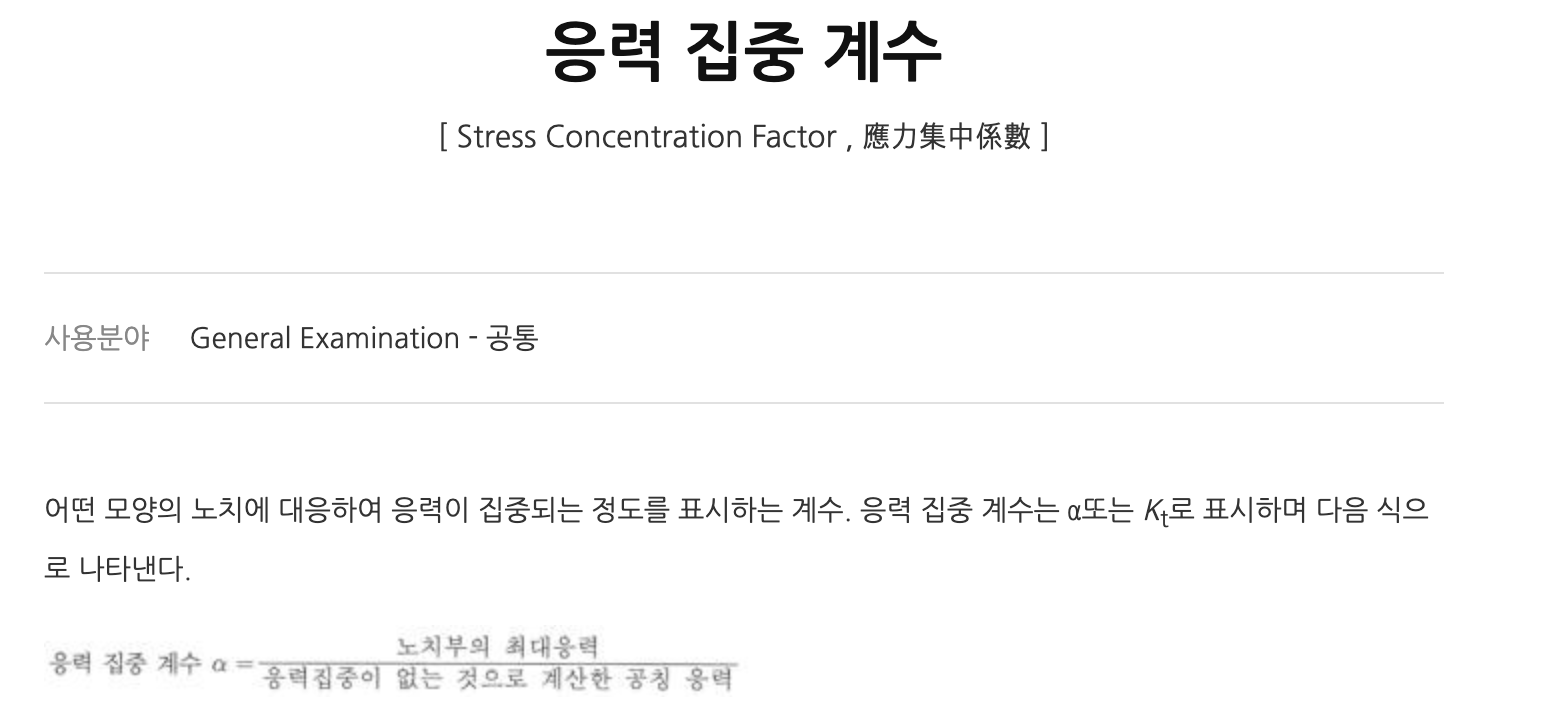 응력 집중 계수
[ Stress Concentration Factor , 應力集中係數 ]
사용분야 General Examination - 공통
어떤 모양의 노치에 대응하여 응력이 집중되는 정도를 표시하는 계수. 응력 집중 계수는 α또는 Kt로 표시하며 다음 식으
로 나타낸다.
응력 집중 계수 α = 노치부의 최대응력
응력집중이 없는 것으로 계산한 공칭 응력